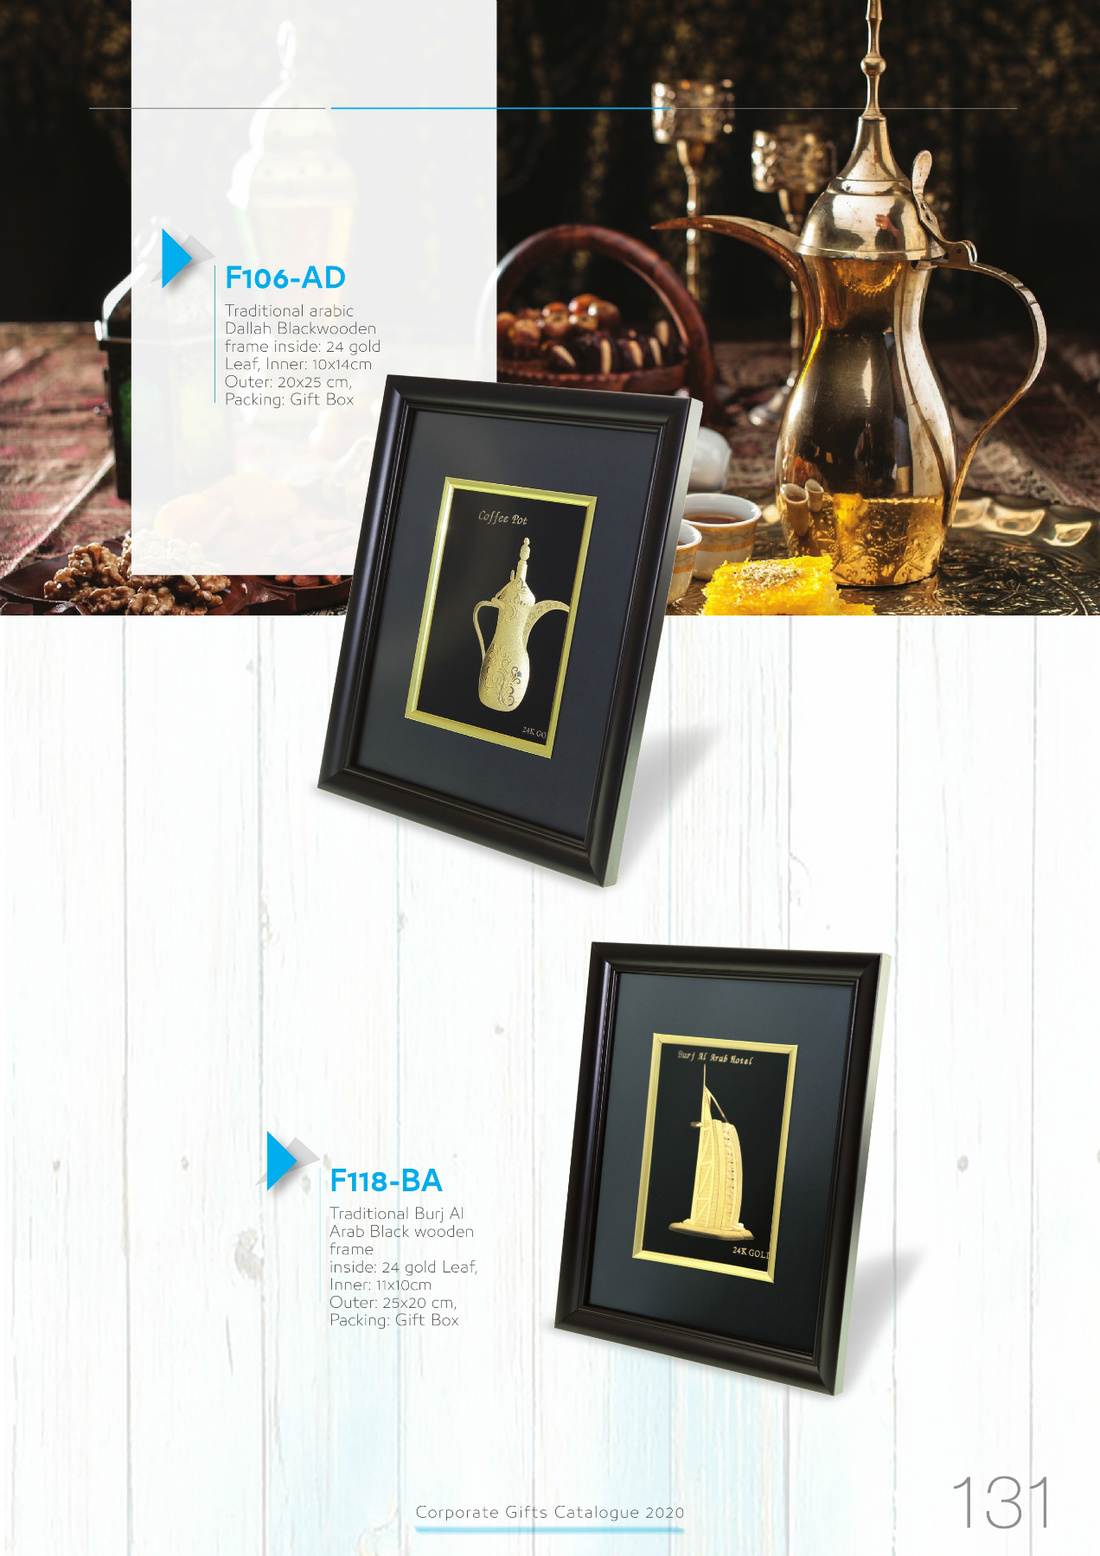 F106-AD
Traditional arabic
Dallah Blackwooden
frame inside: 24 gold
Leaf, Inner: 10x14cm
Outer: 20x25 cm,
Packing: Gift Box
Coffee Pot
24K GO
Burj Al Arab Hotel
24K GOLD
F118-BA
Traditional Burj Al
Arab Black wooden
frame
inside: 24 gold Leaf,
Inner: 11x10cm
Outer: 25x20 cm,
Packing: Gift Box
Corporate Gifts Catalogue 2020
131